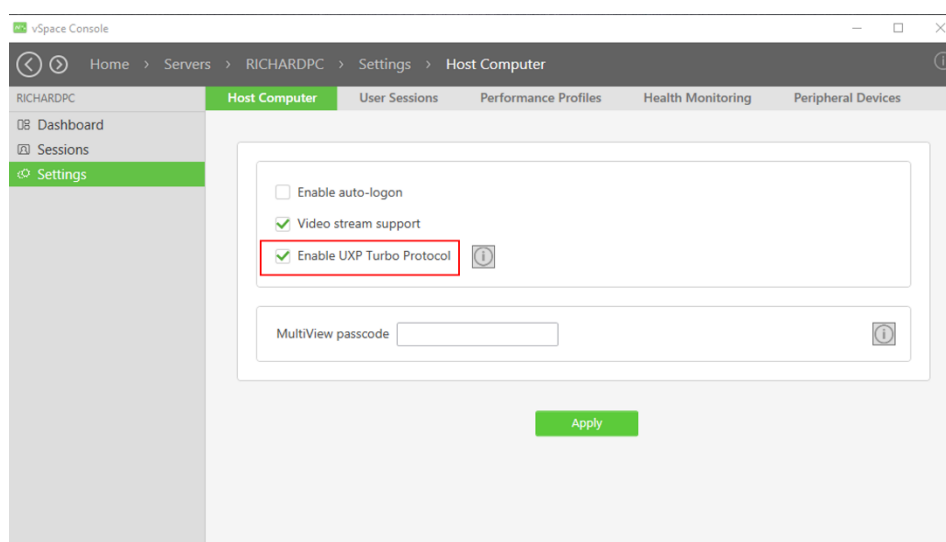 vSpace Console
Home > Servers > RICHARDPC > Settings > Host Computer
RICHARDPC
Dashboard
Sessions
Settings
Host Computer User Sessions Performance Profiles Health Monitoring Peripheral Devices
Enable auto-logon
Video stream support
Enable UXP Turbo Protocol
MultiView passcode
Apply